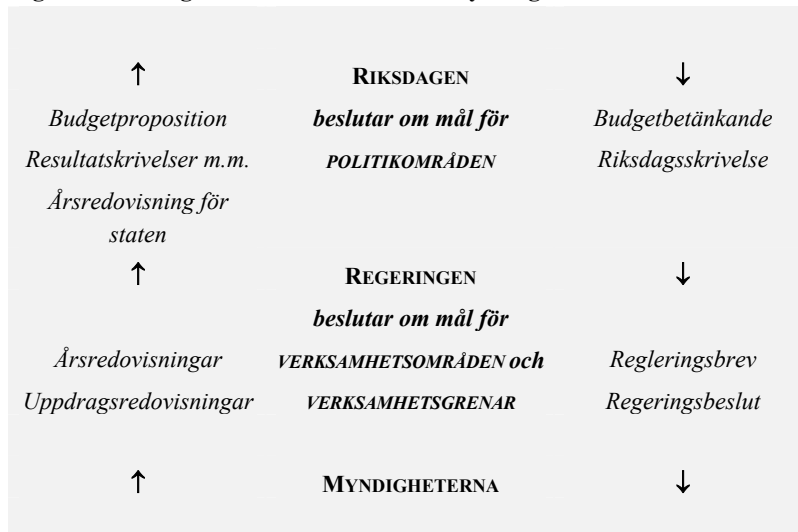 ↑ RIKSDAGEN ↓
Budgetproposition beslutar om mål för Budgetbetänkande
Resultatskrivelser m.m. POLITIKOMRÅDEN Riksdagsskrivelse
Årsredovisning för
staten
↑ REGERINGEN ↓
beslutar om mål för
Årsredovisningar VERKSAMHETSOMRÅDEN och Regleringsbrev
Uppdragsredovisningar VERKSAMHETSGRENAR Regeringsbeslut
↑ MYNDIGHETERNA ↓